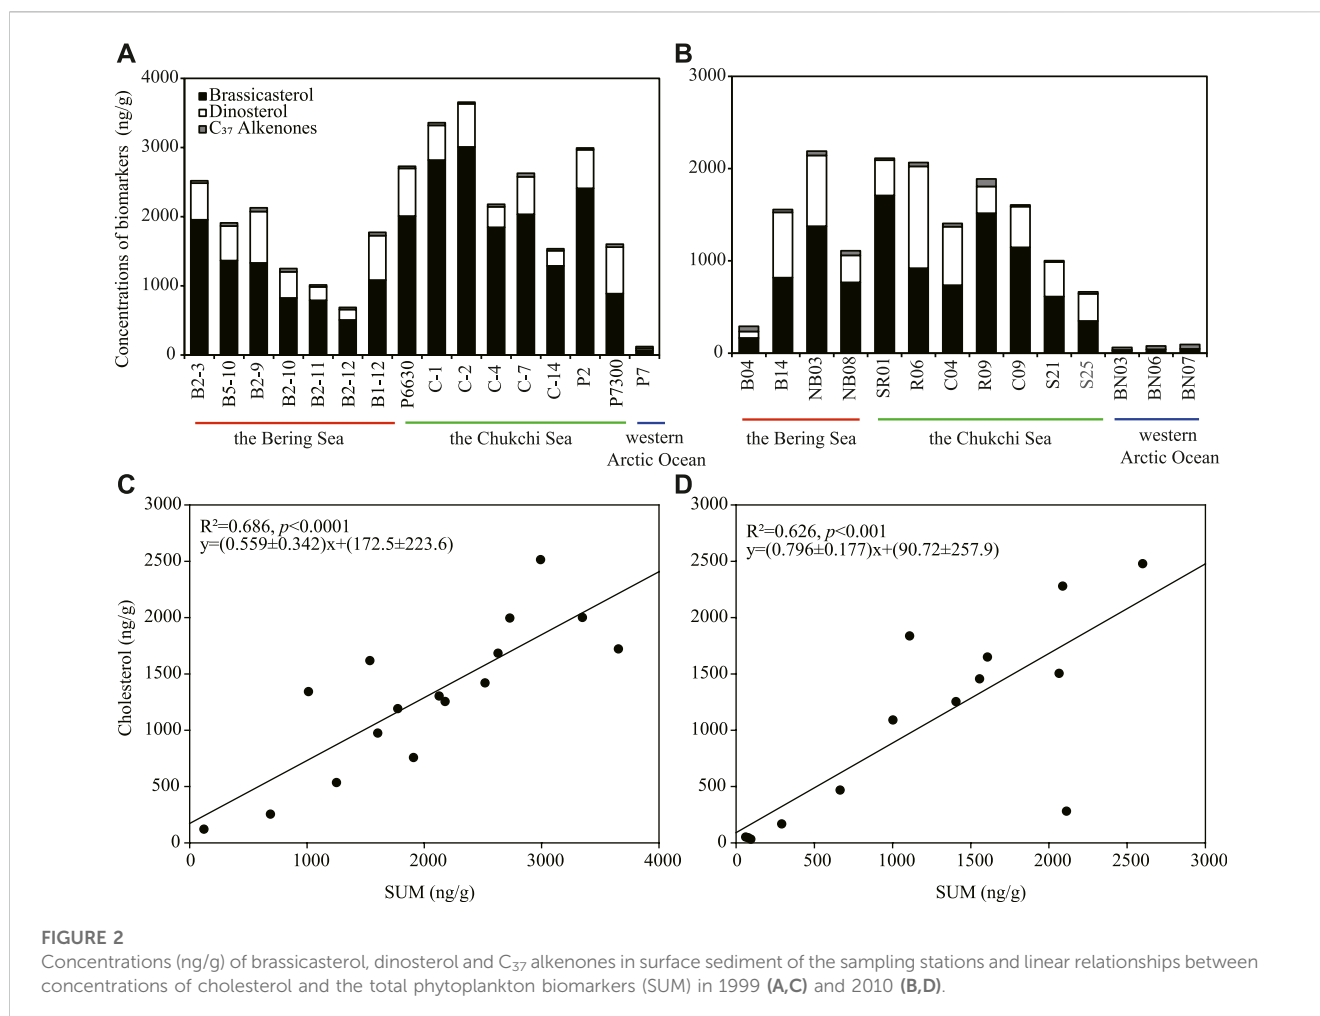 A
4000
3000
2000
1000
0
Concentrations of biomarkers (ng/g)
Brassicasterol
Dinosterol
C₃₇ Alkenones
B2-3
B5-10
B2-9
B2-10
B2-11
B2-12
B1-12
P6630
C-1
C-2
C-4
C-7
C-14
P2
P7300
P7
the Bering Sea
the Chukchi Sea
western
Arctic Ocean
B
3000
2000
1000
0
B04
B14
NB03
NB08
SR01
R06
C04
R09
C09
S21
S25
BN03
BN06
BN07
the Bering Sea
the Chukchi Sea
western
Arctic Ocean
C
3000
2500
2000
1500
1000
500
0
Cholesterol (ng/g)
R²=0.686, p<0.0001
y=(0.559±0.342)x+(172.5±223.6)
0 1000 2000 3000 4000
SUM (ng/g)
D
3000
2500
2000
1500
1000
500
0
R²=0.626, p<0.001
y=(0.796±0.177)x+(90.72±257.9)
0 500 1000 1500 2000 2500 3000
SUM (ng/g)
FIGURE 2
Concentrations (ng/g) of brassicasterol, dinosterol and C₃₇ alkenones in surface sediment of the sampling stations and linear relationships between
concentrations of cholesterol and the total phytoplankton biomarkers (SUM) in 1999 (A,C) and 2010 (B,D).